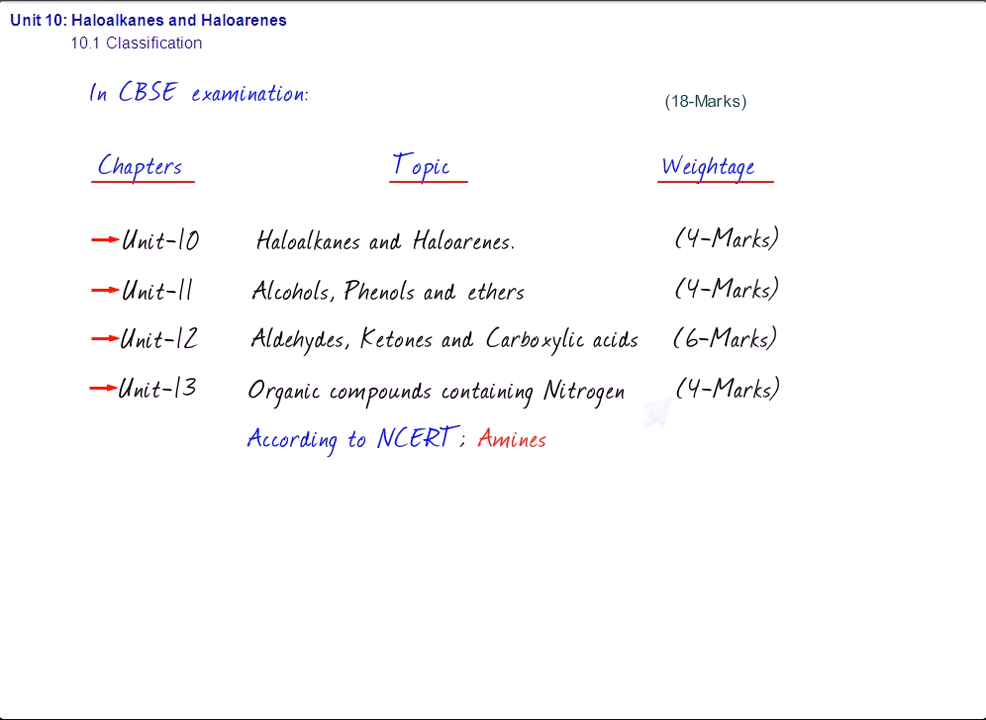 Unit 10: Haloalkanes and Haloarenes
10.1 Classification
In CBSE examination: (18-Marks)
Chapters Topic Weightage
Unit-10 Haloalkanes and Haloarenes. (4-Marks)
Unit-11 Alcohols, Phenols and ethers (4-Marks)
Unit-12 Aldehydes, Ketones and Carboxylic acids (6-Marks)
Unit-13 Organic compounds containing Nitrogen (4-Marks)
According to NCERT ; Amines